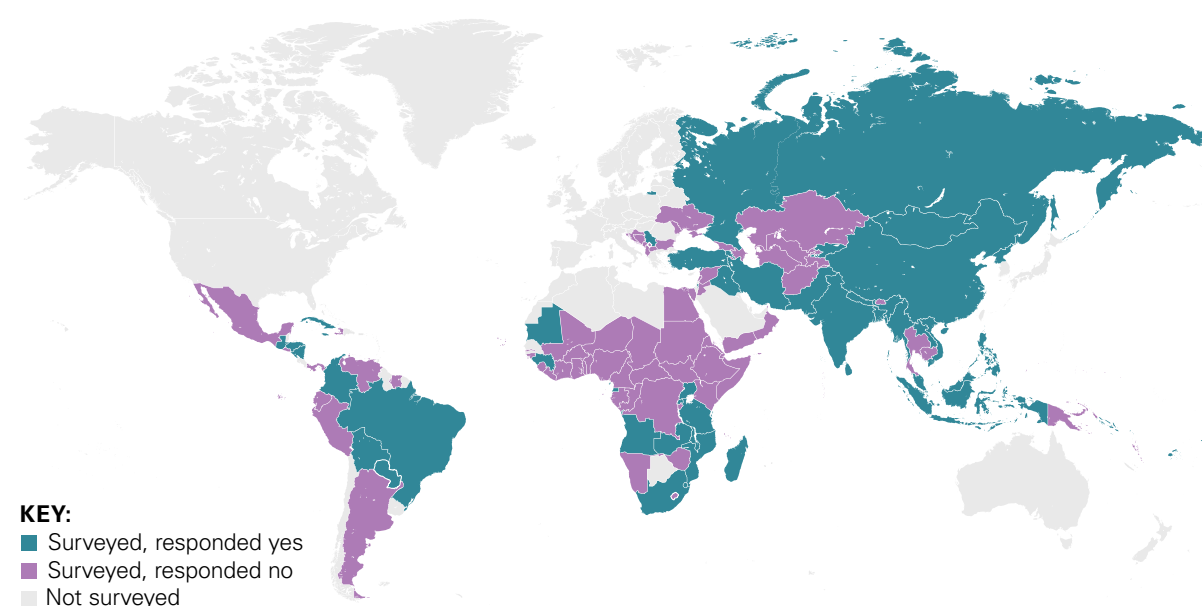 KEY:
Surveyed, responded yes
Surveyed, responded no
Not surveyed